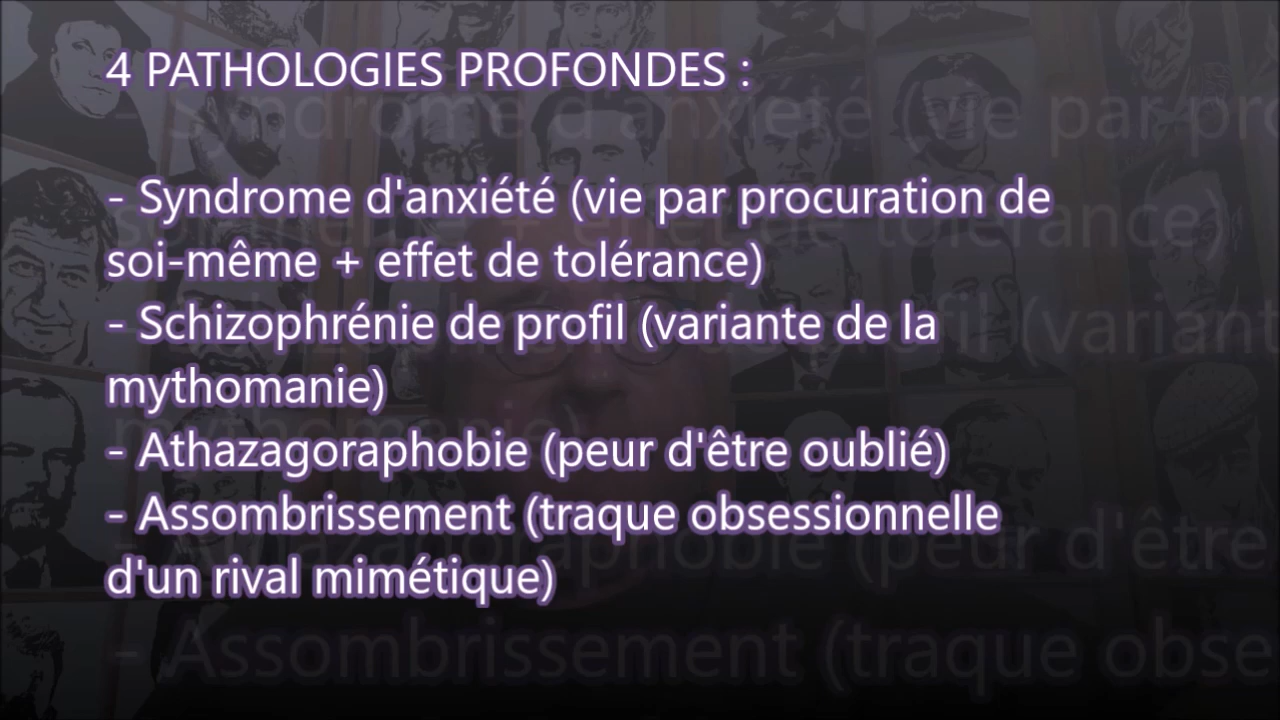 4 PATHOLOGIES PROFONDES :
- Syndrome d'anxiété (vie par procuration de
soi-même + effet de tolérance)
- Schizophrénie de profil (variante de la
mythomanie)
- Athazagoraphobie (peur d'être oublié)
- Assombrissement (traque obsessionnelle
d'un rival mimétique)